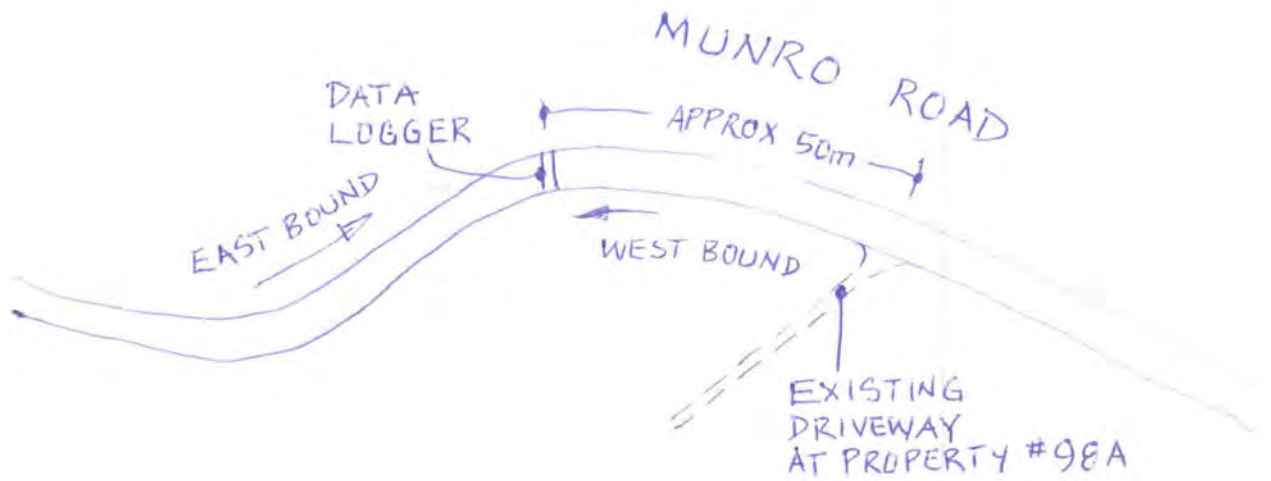 MUNRO ROAD
DATA
LOGGER
APPROX 50m
EAST BOUND
WEST BOUND
EXISTING
DRIVEWAY
AT PROPERTY #98A